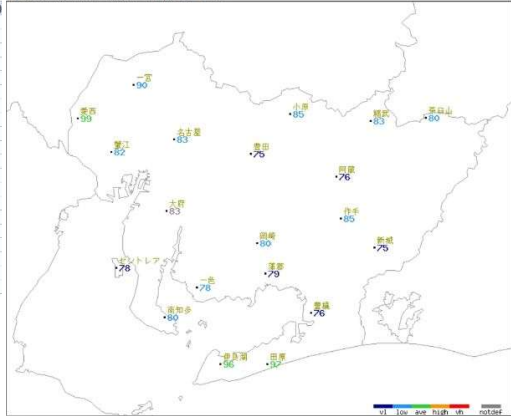 一宮
90
愛西
99
小原
85
稲武
83
茶臼山
80
名古屋
83
蟹江
82
豊田
75
阿蔵
76
大府
83
作手
85
岡崎
80
新城
75
セントレア
78
蒲郡
79
一色
78
南知多
80
豊橋
76
伊良湖
96
田原
92
vl low ave high vh notdef